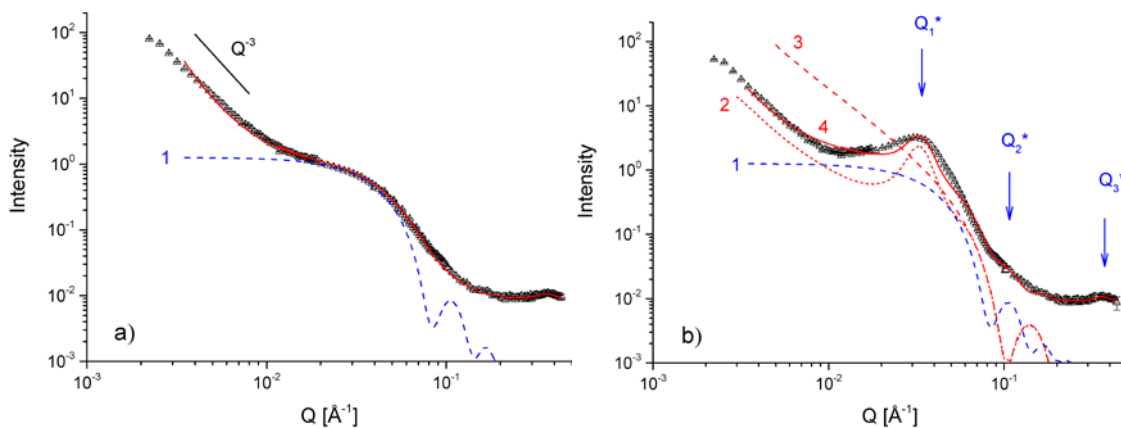 10²
10¹
10⁰
10⁻¹
10⁻²
10⁻³
Intensity
Q⁻³
1
a)
10⁻³
10⁻²
10⁻¹
Q [Å⁻¹]
10²
10¹
10⁰
10⁻¹
10⁻²
10⁻³
Intensity
Q₁*
3
2
4
1
Q₂*
Q₃*
b)
10⁻³
10⁻²
10⁻¹
Q [Å⁻¹]